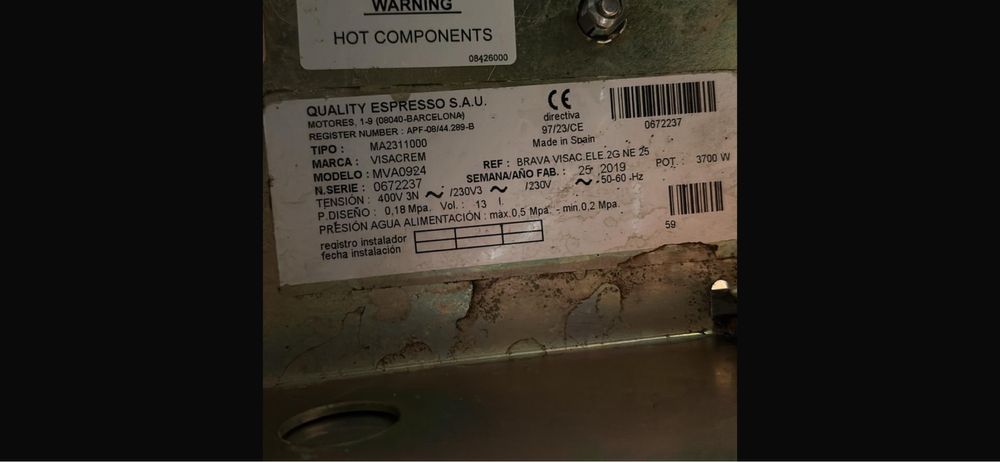 WARNING
HOT COMPONENTS
08426000
QUALITY ESPRESSO S.A.U.
MOTORES, 1-9 (08040-BARCELONA)
REGISTER NUMBER : APF-08/44.289-B
TIPO : MA2311000
MARCA : VISACREM
MODELO : MVA0924
N.SERIE : 0672237
CE
directiva
97/23/CE
Made in Spain
0672237
REF : BRAVA VISAC.ELE.2G NE 25
SEMANA/AÑO FAB. : 25 , 2019
POT. : 3700 W
TENSIÓN : 400V 3N ~ /230V3 ~ /230V ~ - 50-60 -Hz
P.DISEÑO : 0,18 Mpa. Vol. : 13 l.
PRESIÓN AGUA ALIMENTACIÓN : max.0,5 Mpa. - min.0,2 Mpa.
registro instalador
fecha instalación
59